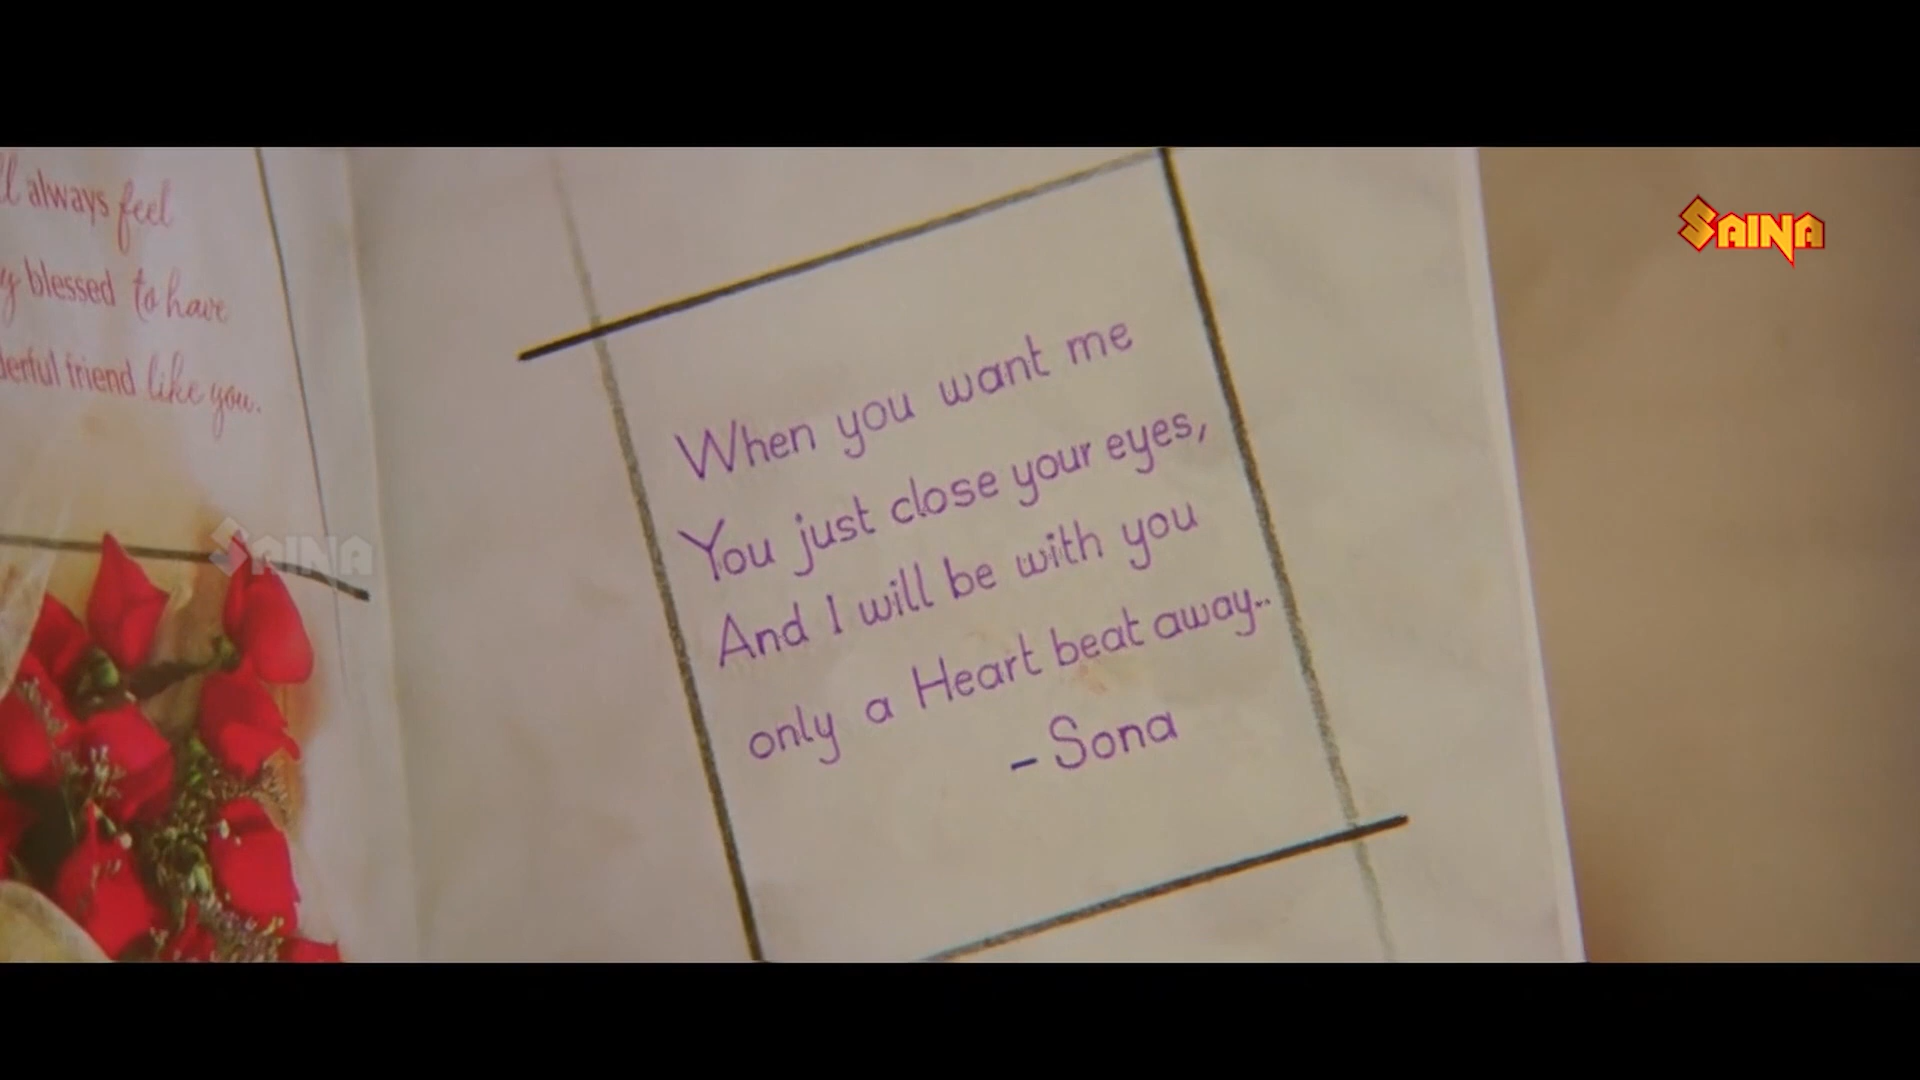 always feel
blessed to have
friend like you.
When you want me
You just close your eyes,
And I will be with you
only a Heart beat away..
- Sona
SAINA
SAINA